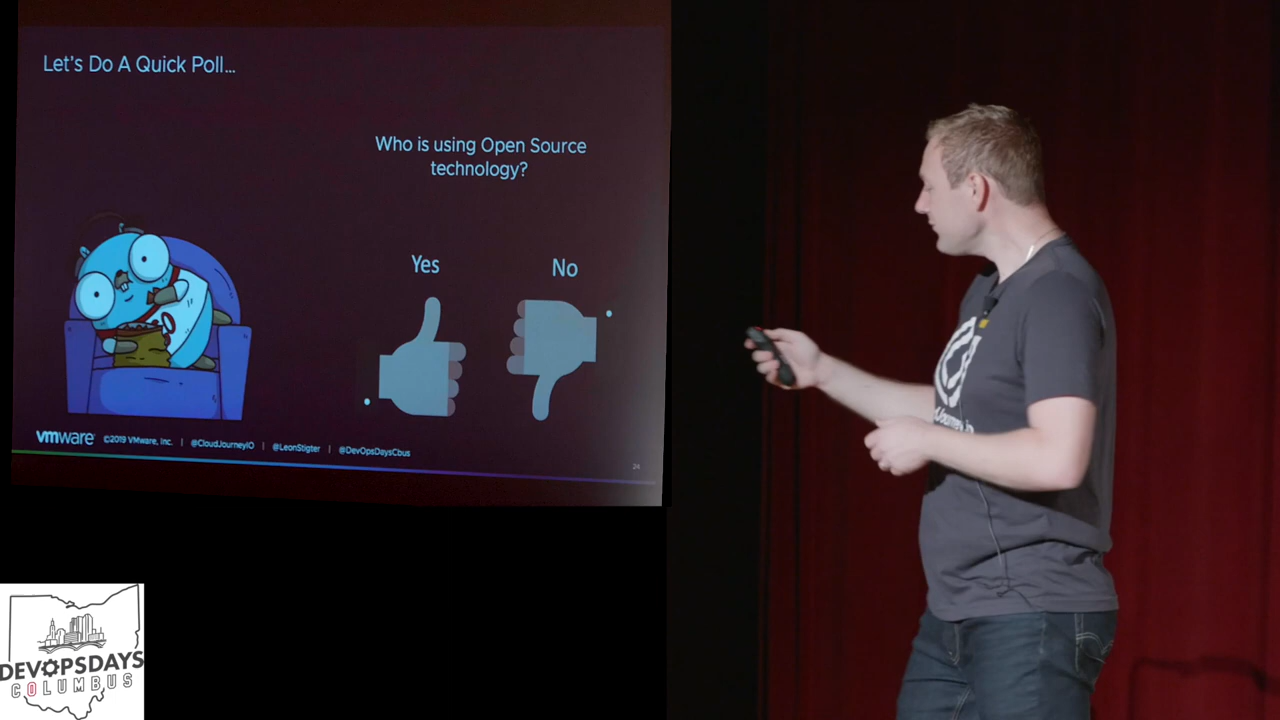 Let's Do A Quick Poll...
Who is using Open Source
technology?
Yes
No
vmware
©2019 VMware, Inc. | @CloudJourneyIO | @LeonStigter | @DevOpsDaysCbus
24
DEVOPSDAYS
COLUMBUS